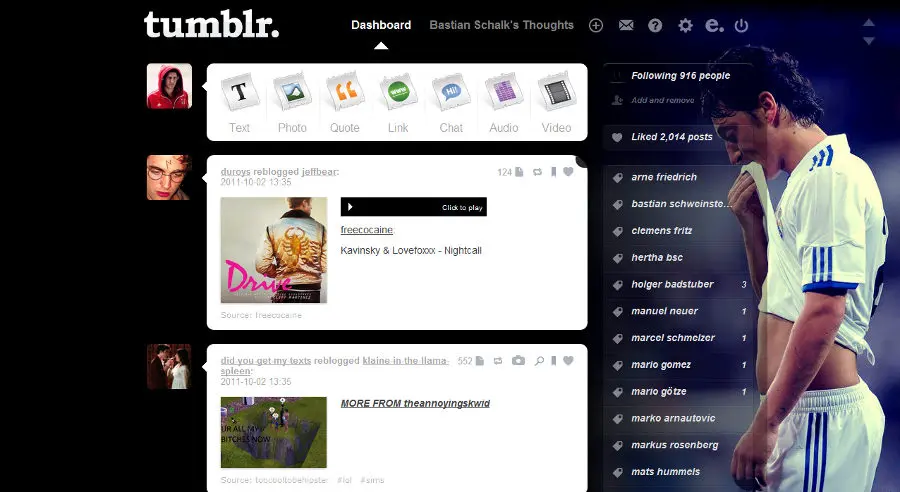 tumblr.
Dashboard
Bastian Schalk's Thoughts
Text
Photo
Quote
Link
Chat
Audio
Video
duroys reblogged jeffbear:
2011-10-02 13:35
124
Click to play
freecocaine:
Kavinsky & Lovefoxxx - Nightcall
Drive
Source: freecocaine
did you get my texts reblogged klaine-in-the-llama-
spleen:
2011-10-02 13:35
552
UR ALL MY
BITCHES NOW
MORE FROM theannoyingskwid
#lol #sims
Following 916 people
Add and remove
Liked 2,014 posts
arne friedrich
bastian schweinste...
clemens fritz
hertha bsc
holger badstuber 3
manuel neuer 1
marcel schmelzer 1
mario gomez 1
mario götze 1
marko arnautovic
markus rosenberg
mats hummels